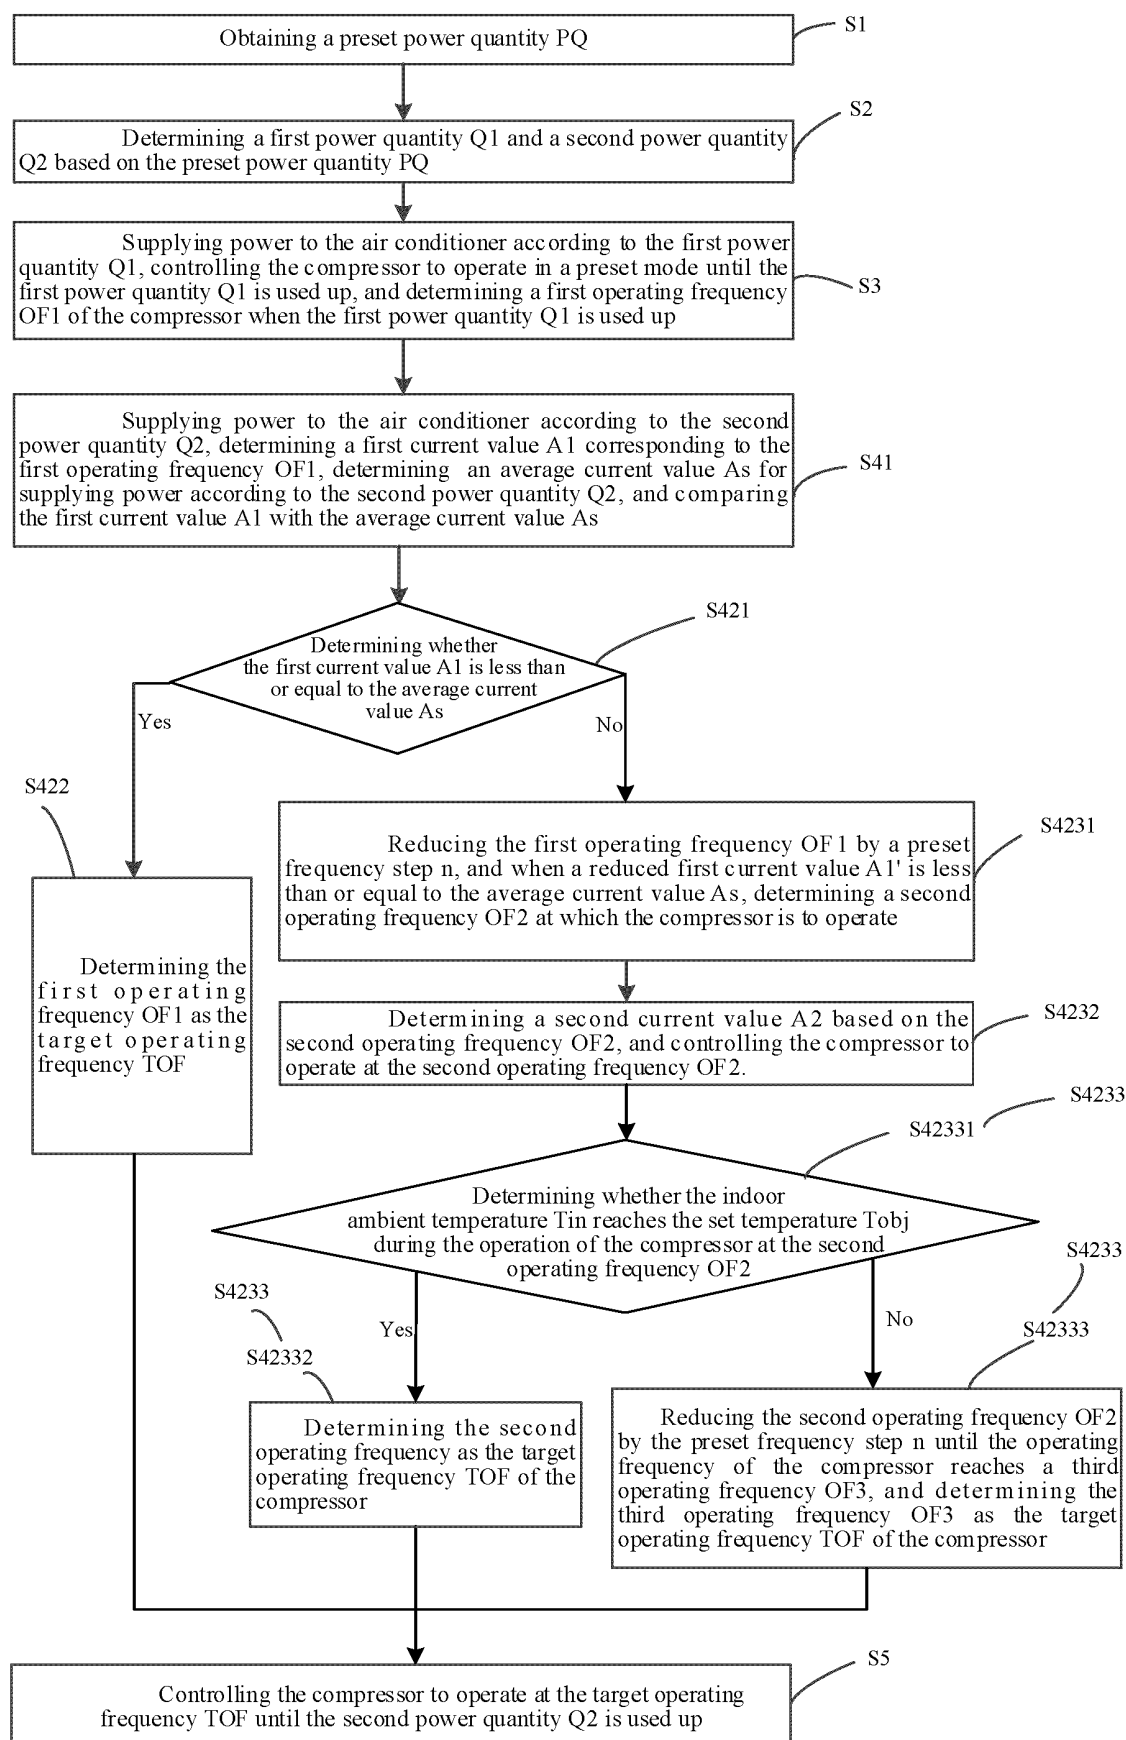 Obtaining a preset power quantity PQ
S1
Determining a first power quantity Q1 and a second power quantity
Q2 based on the preset power quantity PQ
S2
Supplying power to the air conditioner according to the first power
quantity Q1, controlling the compressor to operate in a preset mode until the
first power quantity Q1 is used up, and determining a first operating frequency
OF1 of the compressor when the first power quantity Q1 is used up
S3
Supplying power to the air conditioner according to the second
power quantity Q2, determining a first current value A1 corresponding to the
first operating frequency OF1, determining an average current value As for
supplying power according to the second power quantity Q2, and comparing
the first current value A1 with the average current value As
S41
Determining whether
the first current value A1 is less than
or equal to the average current
value As
S421
Yes
No
S422
Determining the
first operating
frequency OF1 as the
target operating
frequency TOF
Reducing the first operating frequency OF1 by a preset
frequency step n, and when a reduced first current value A1' is less
than or equal to the average current value As, determining a second
operating frequency OF2 at which the compressor is to operate
S4231
Determining a second current value A2 based on the
second operating frequency OF2, and controlling the compressor to
operate at the second operating frequency OF2.
S4232
S4233
S42331
Determining whether the indoor
ambient temperature Tin reaches the set temperature Tobj
during the operation of the compressor at the second
operating frequency OF2
Yes
No
S4233
S42332
Determining the second
operating frequency as the target
operating frequency TOF of the
compressor
S4233
S42333
Reducing the second operating frequency OF2
by the preset frequency step n until the operating
frequency of the compressor reaches a third
operating frequency OF3, and determining the
third operating frequency OF3 as the target
operating frequency TOF of the compressor
S5
Controlling the compressor to operate at the target operating
frequency TOF until the second power quantity Q2 is used up